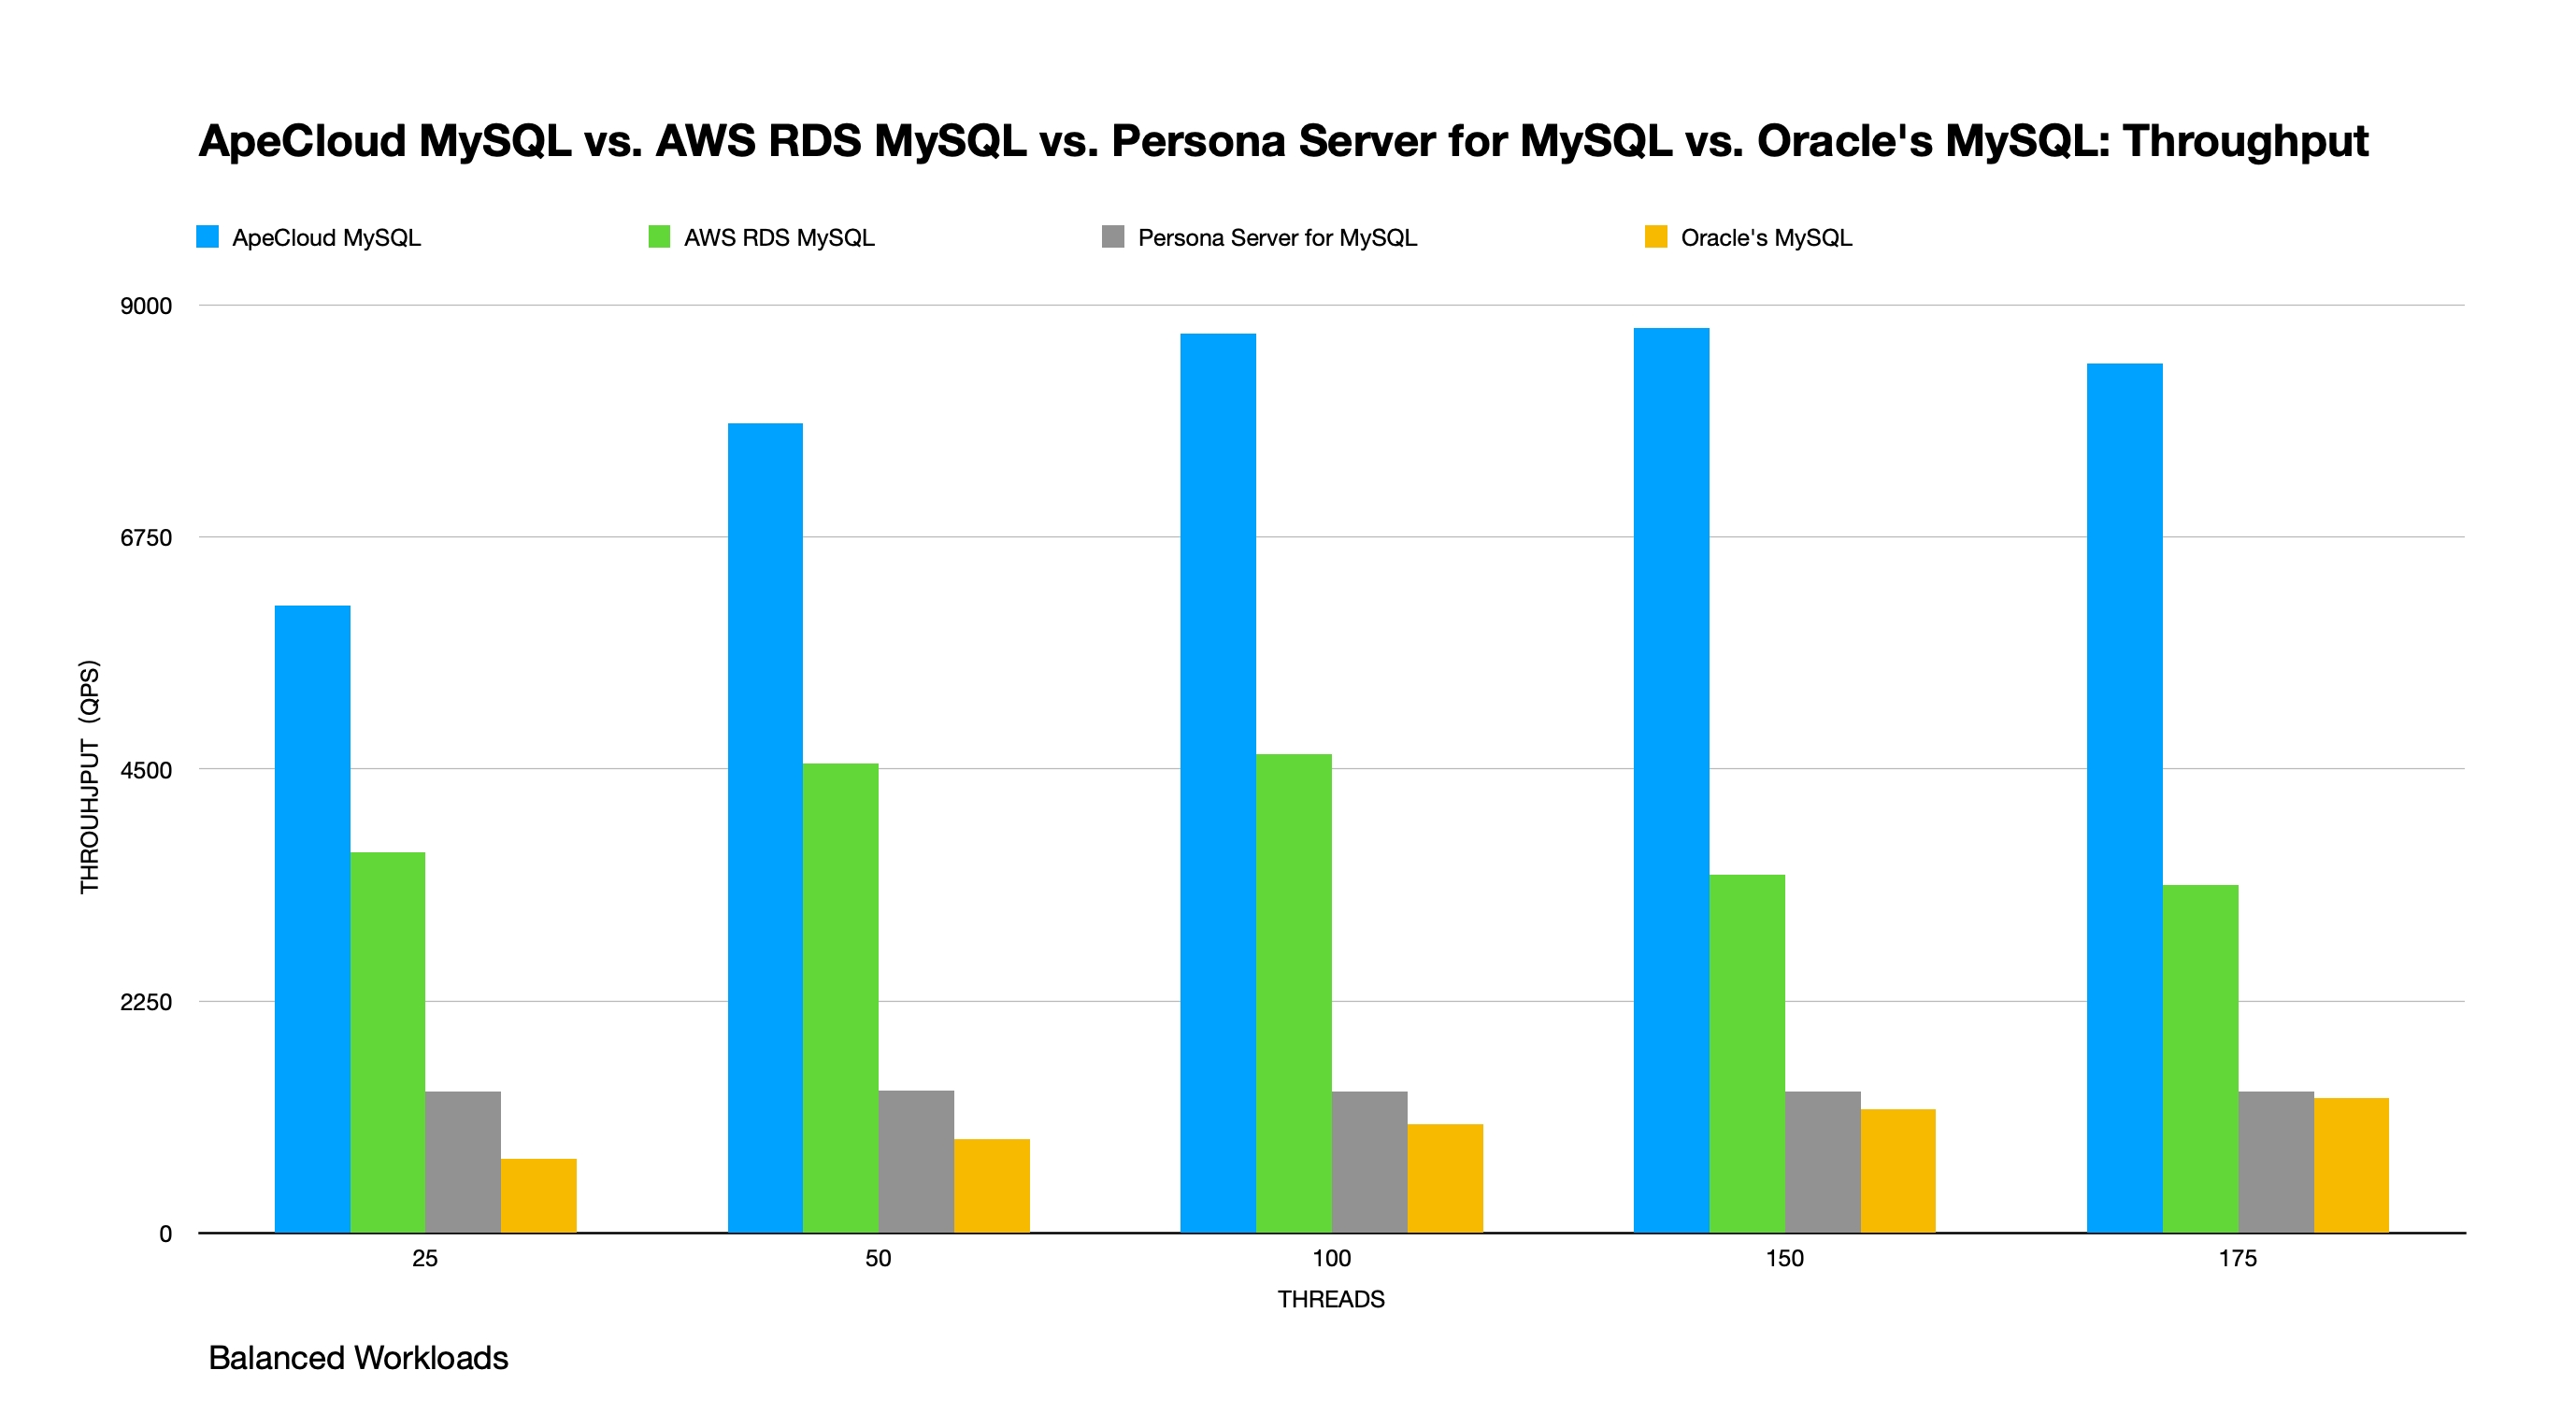 ApeCloud MySQL vs. AWS RDS MySQL vs. Persona Server for MySQL vs. Oracle's MySQL: Throughput
ApeCloud MySQL
AWS RDS MySQL
Persona Server for MySQL
Oracle's MySQL
9000
6750
4500
2250
0
THROUHJPUT (QPS)
25
50
100
150
175
THREADS
Balanced Workloads